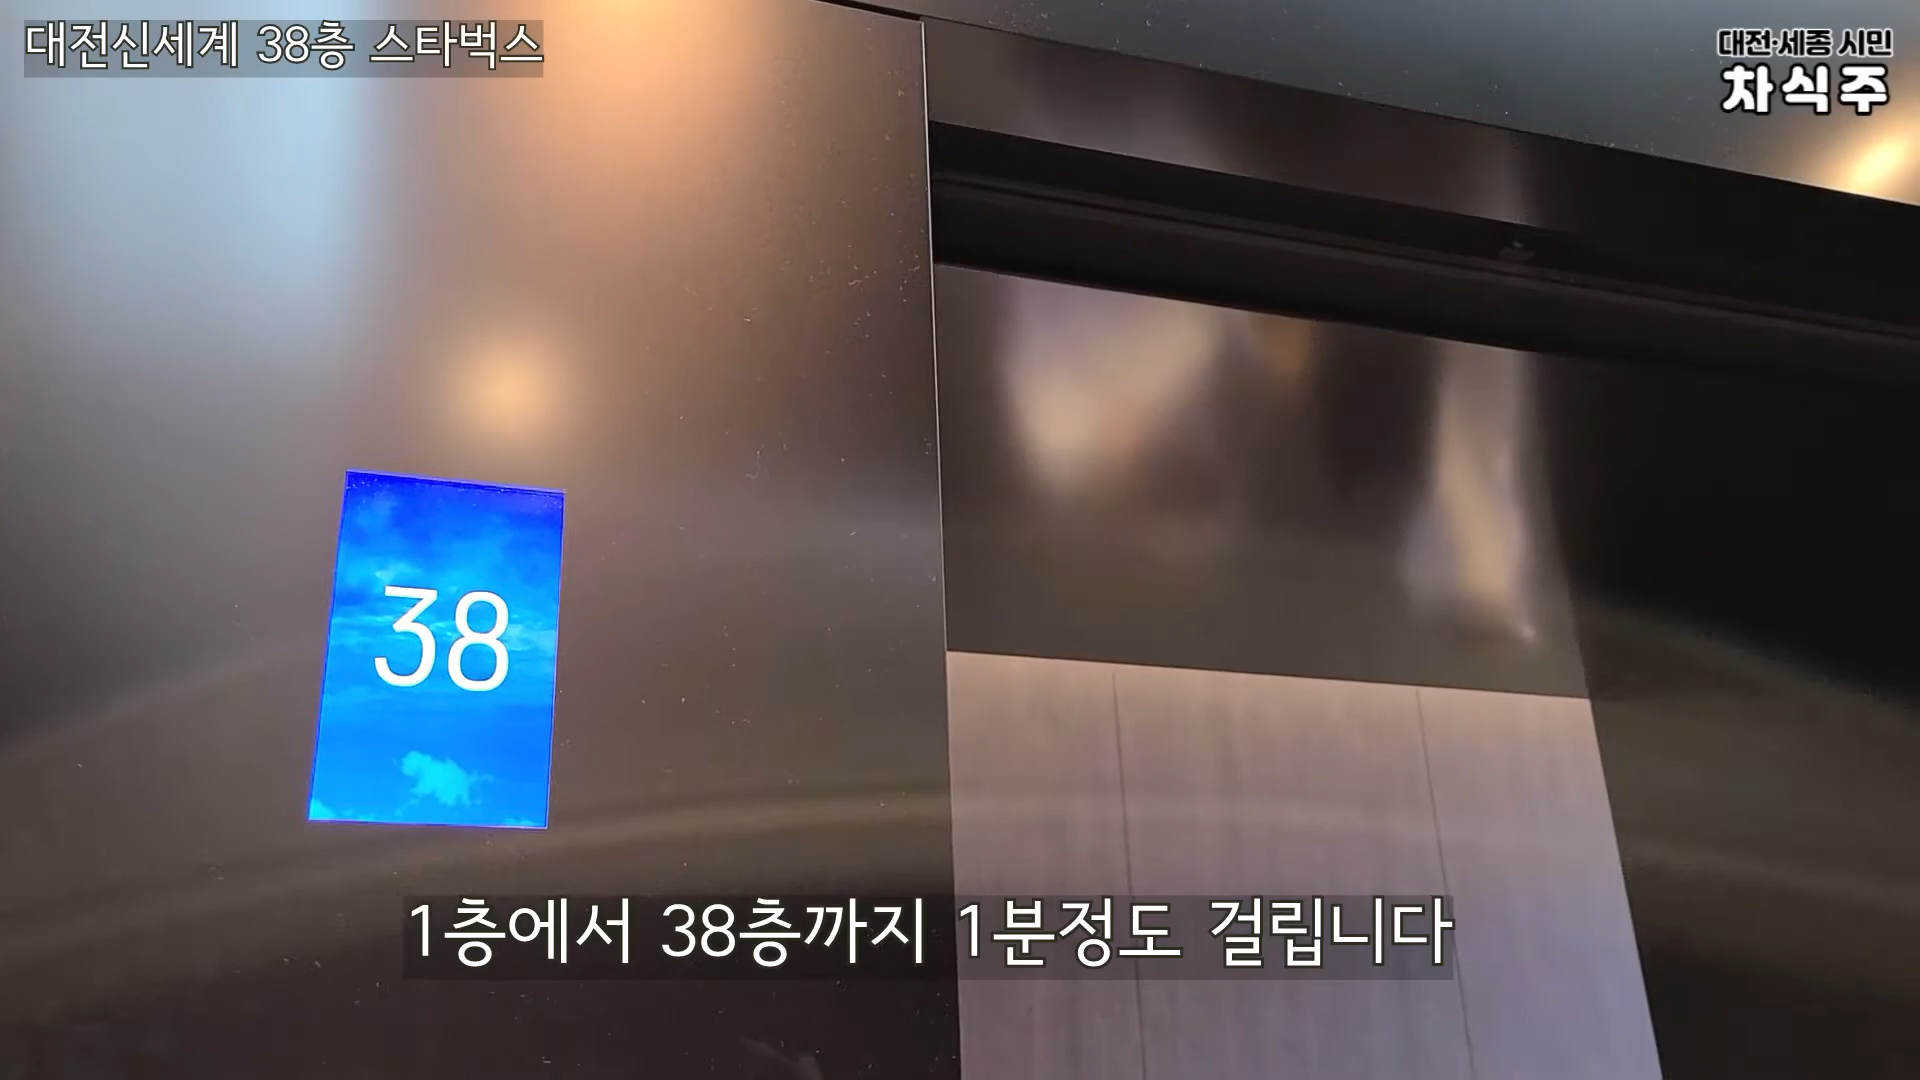 대전신세계 38층 스타벅스
대전·세종 시민
차식주
38
1층에서 38층까지 1분정도 걸립니다